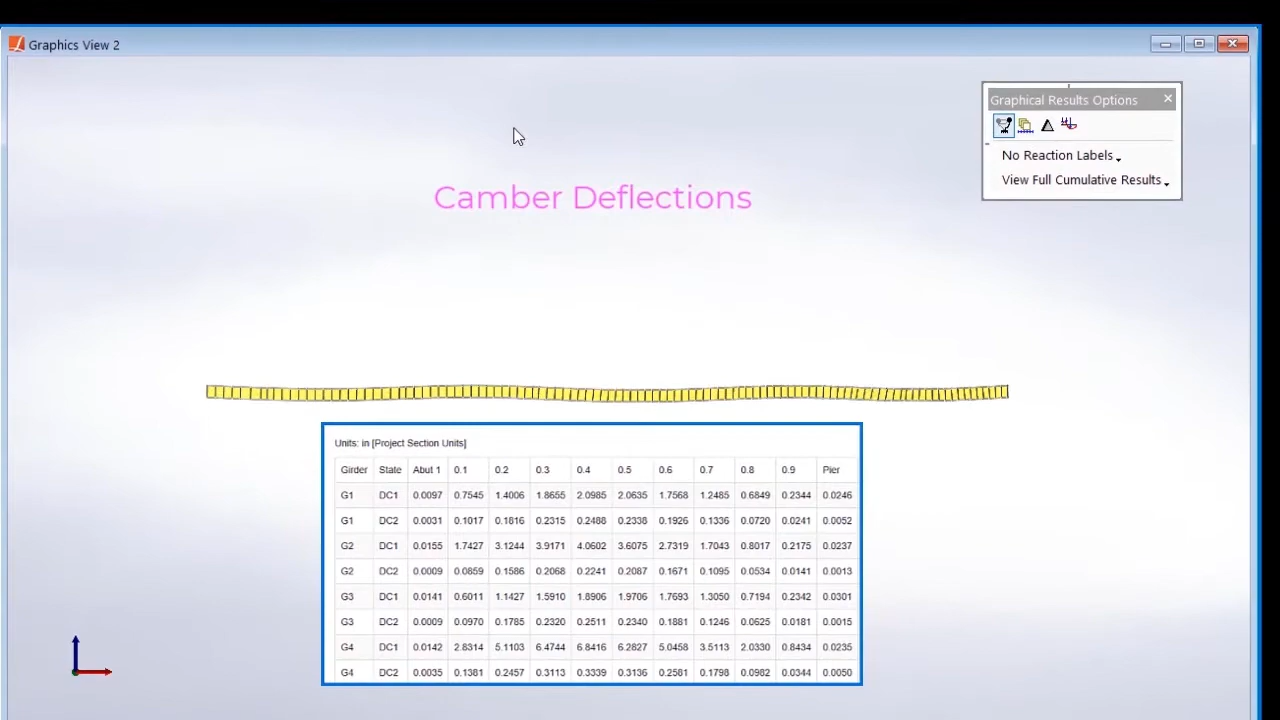 Graphics View 2
Graphical Results Options
No Reaction Labels
View Full Cumulative Results
Camber Deflections
Units: in [Project Section Units]
Girder State Abut 1 0.1 0.2 0.3 0.4 0.5 0.6 0.7 0.8 0.9 Pier
G1 DC1 0.0097 0.7545 1.4006 1.8655 2.0985 2.0635 1.7568 1.2485 0.6849 0.2344 0.0246
G1 DC2 0.0031 0.1017 0.1816 0.2315 0.2488 0.2338 0.1926 0.1336 0.0720 0.0241 0.0052
G2 DC1 0.0155 1.7427 3.1244 3.9171 4.0602 3.6075 2.7319 1.7043 0.8017 0.2175 0.0237
G2 DC2 0.0009 0.0859 0.1586 0.2068 0.2241 0.2087 0.1671 0.1095 0.0534 0.0141 0.0013
G3 DC1 0.0141 0.6011 1.1427 1.5910 1.8906 1.9706 1.7693 1.3050 0.7194 0.2342 0.0301
G3 DC2 0.0009 0.0970 0.1785 0.2320 0.2511 0.2340 0.1881 0.1246 0.0625 0.0181 0.0015
G4 DC1 0.0142 2.8314 5.1103 6.4744 6.8416 6.2827 5.0458 3.5113 2.0330 0.8434 0.0235
G4 DC2 0.0035 0.1381 0.2457 0.3113 0.3339 0.3136 0.2581 0.1798 0.0982 0.0344 0.0050